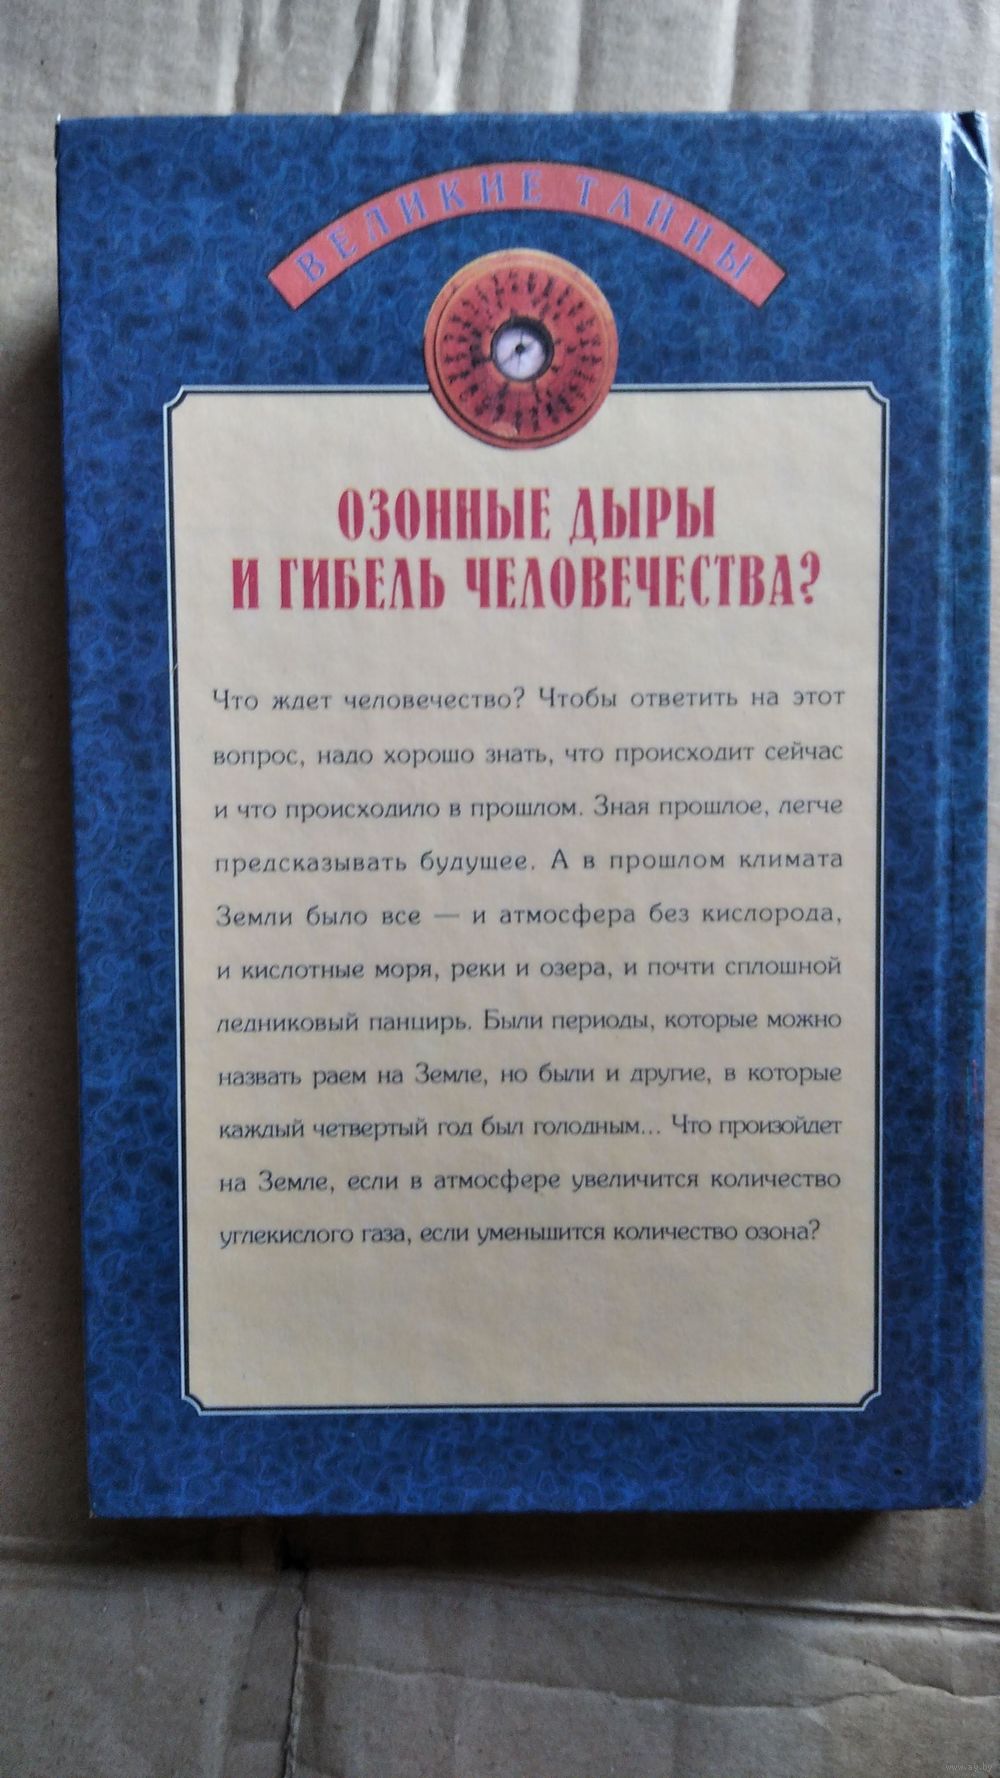 ВЕЛИКИЕ ТАЙНЫ
ОЗОННЫЕ ДЫРЫ
И ГИБЕЛЬ ЧЕЛОВЕЧЕСТВА?
Что ждет человечество? Чтобы ответить на этот
вопрос, надо хорошо знать, что происходит сейчас
и что происходило в прошлом. Зная прошлое, легче
предсказывать будущее. А в прошлом климата
Земли было все — и атмосфера без кислорода,
и кислотные моря, реки и озера, и почти сплошной
ледниковый панцирь. Были периоды, которые можно
назвать раем на Земле, но были и другие, в которые
каждый четвертый год был голодным... Что произойдет
на Земле, если в атмосфере увеличится количество
углекислого газа, если уменьшится количество озона?
www.ay.by